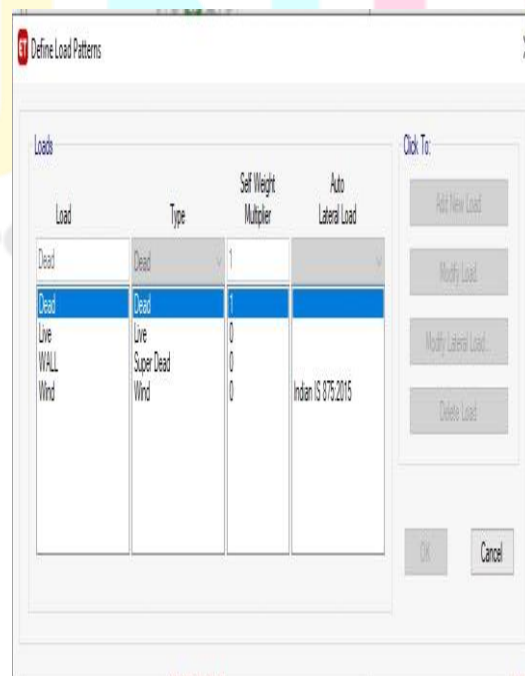 ET Define Load Patterns
Loads
Click To:
Load Type Self Weight Multiplier Auto Lateral Load
Dead Dead 1
Dead Dead 1
Live Live 0
WALL Super Dead 0
Wind Wind 0 Indian IS 875:2015
Add New Load
Modify Load
Modify Lateral Load...
Delete Load
OK Cancel